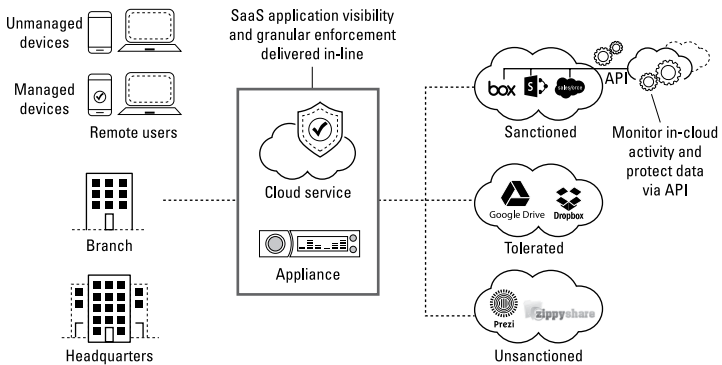 Unmanaged
devices
Managed
devices
Remote users
Branch
Headquarters
SaaS application visibility
and granular enforcement
delivered in-line
Cloud service
Appliance
box
S
salesforce
Sanctioned
API
Monitor in-cloud
activity and
protect data
via API
Google Drive
Dropbox
Tolerated
Prezi
zippyshare
Unsanctioned